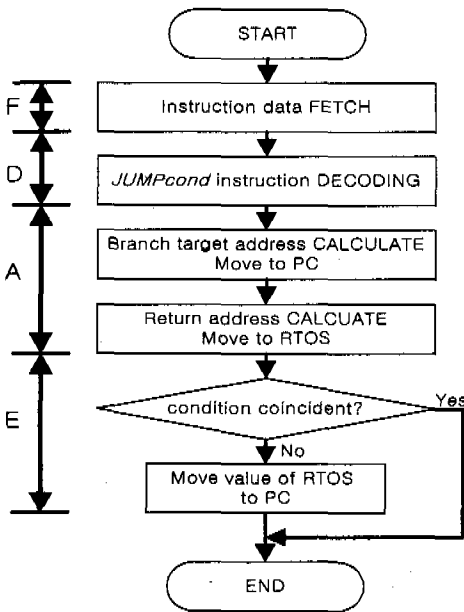 START
F
Instruction data FETCH
D
JUMPcond instruction DECODING
A
Branch target address CALCULATE
Move to PC
Return address CALCUATE
Move to RTOS
E
condition coincident?
Yes
No
Move value of RTOS
to PC
END